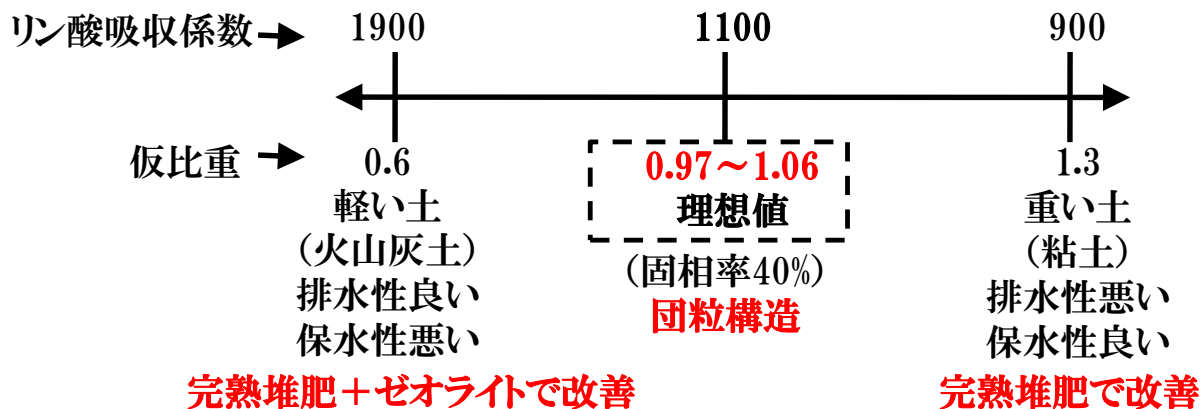 リン酸吸収係数 1900 1100 900
仮比重 0.6 0.97～1.06 1.3
軽い土 理想値 重い土
（火山灰土） （固相率40%） （粘土）
排水性良い 団粒構造 排水性悪い
保水性悪い 保水性良い
完熟堆肥＋ゼオライトで改善 完熟堆肥で改善